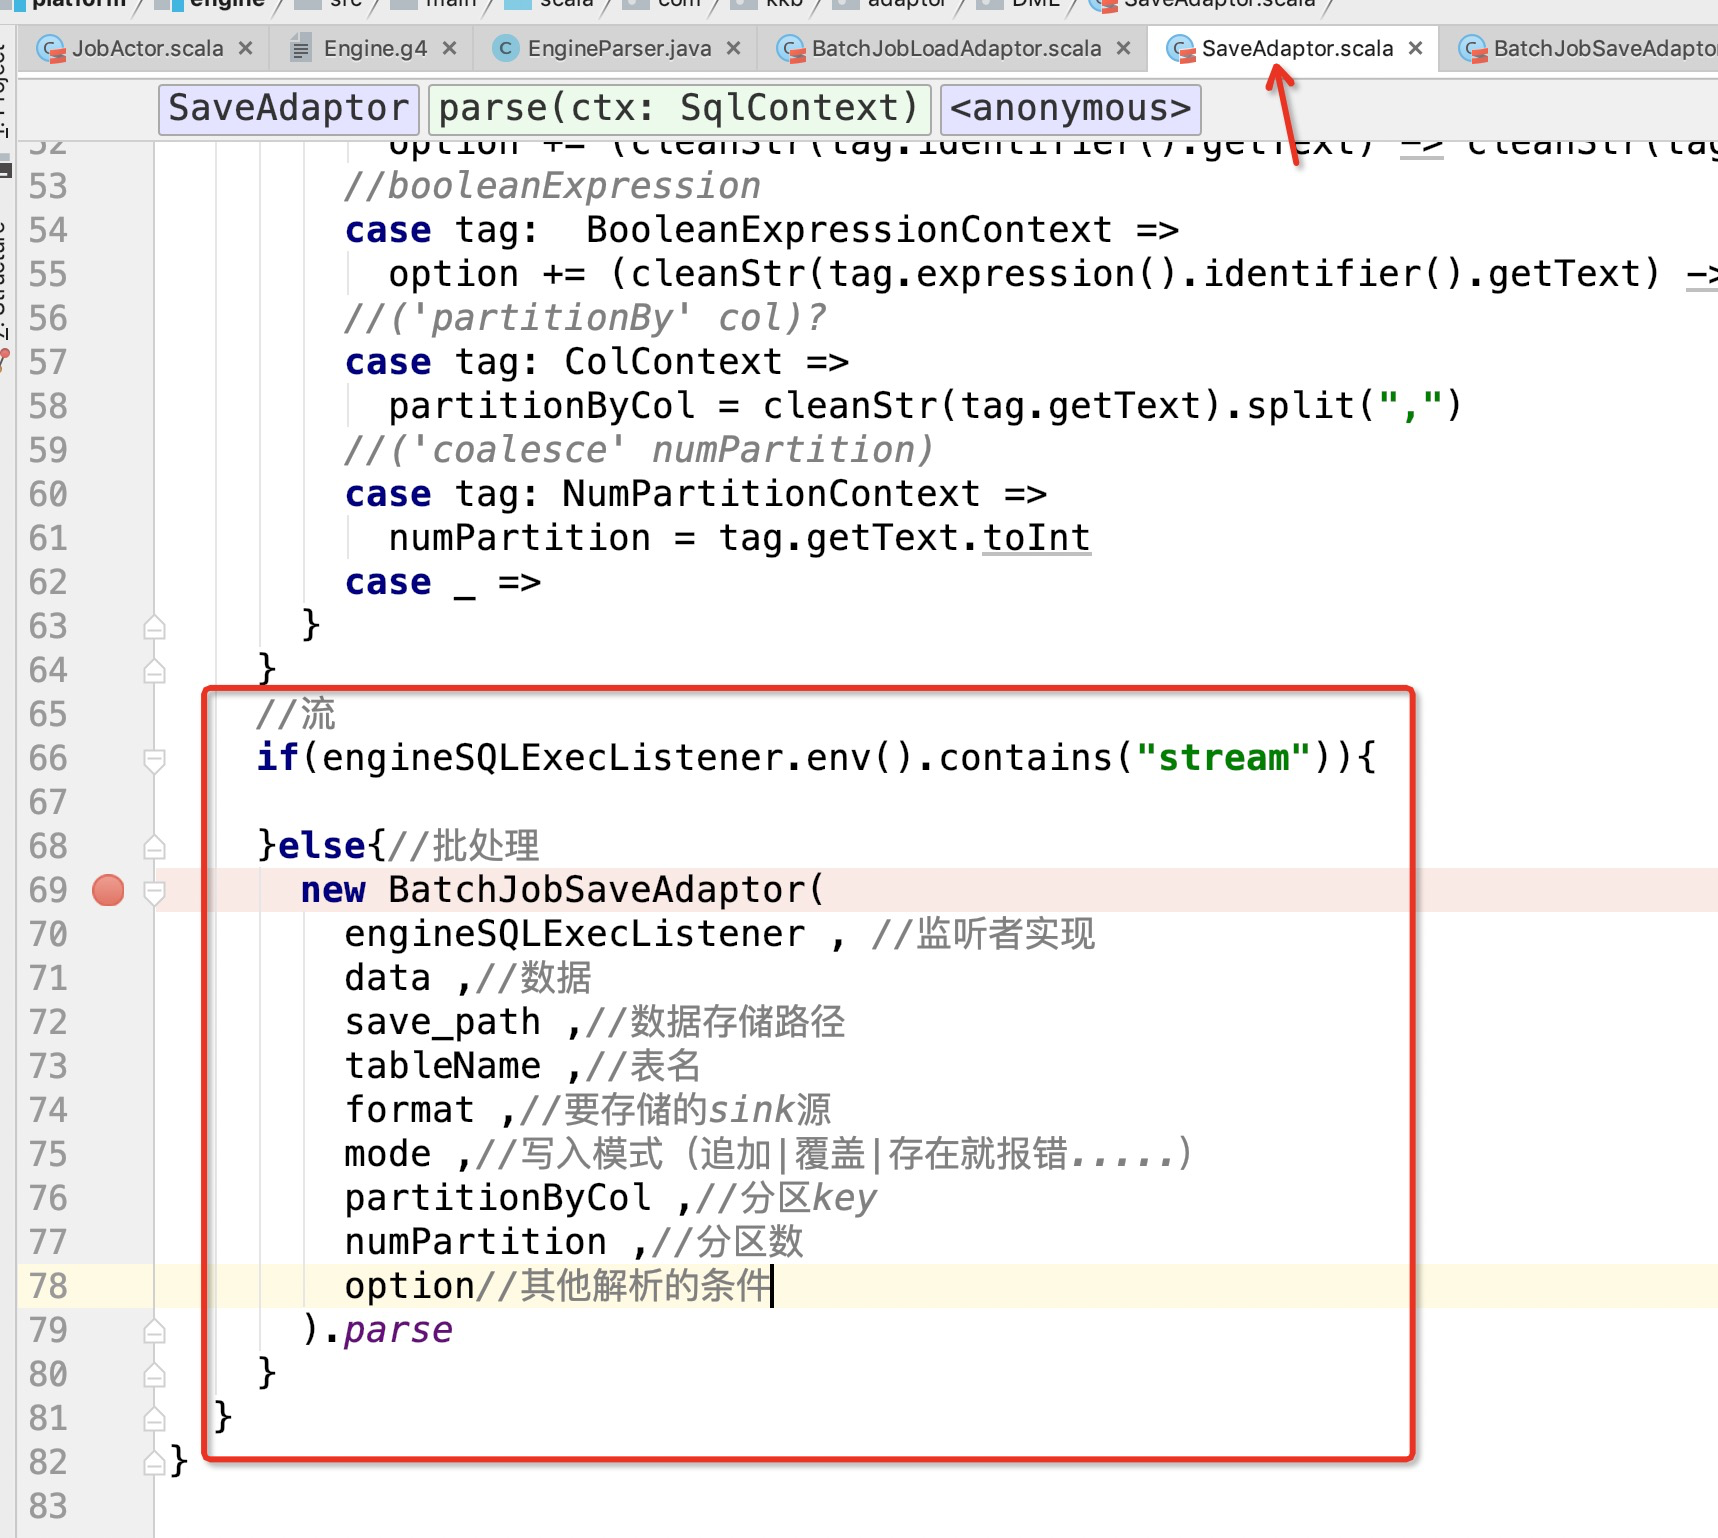 platform engine src main scala com kkb adaptor DML SaveAdaptor.scala
JobActor.scala × Engine.g4 × EngineParser.java × BatchJobLoadAdaptor.scala × SaveAdaptor.scala × BatchJobSaveAdapto
SaveAdaptor parse(ctx: SqlContext) <anonymous>
52 option += (cleanStr(tag.identifier().getText) -> cleanStr(tag
53 //booleanExpression
54 case tag:  BooleanExpressionContext =>
55 option += (cleanStr(tag.expression().identifier().getText) ->
56 //('partitionBy' col)?
57 case tag: ColContext =>
58 partitionByCol = cleanStr(tag.getText).split(",")
59 //('coalesce' numPartition)
60 case tag: NumPartitionContext =>
61 numPartition = tag.getText.toInt
62 case _ =>
63 }
64 }
65 //流
66 if(engineSQLExecListener.env().contains("stream")){
67
68 }else{//批处理
69 new BatchJobSaveAdaptor(
70 engineSQLExecListener , //监听者实现
71 data ,//数据
72 save_path ,//数据存储路径
73 tableName ,//表名
74 format ,//要存储的sink源
75 mode ,//写入模式（追加|覆盖|存在就报错.....）
76 partitionByCol ,//分区key
77 numPartition ,//分区数
78 option//其他解析的条件
79 ).parse
80 }
81 }
82 }
83